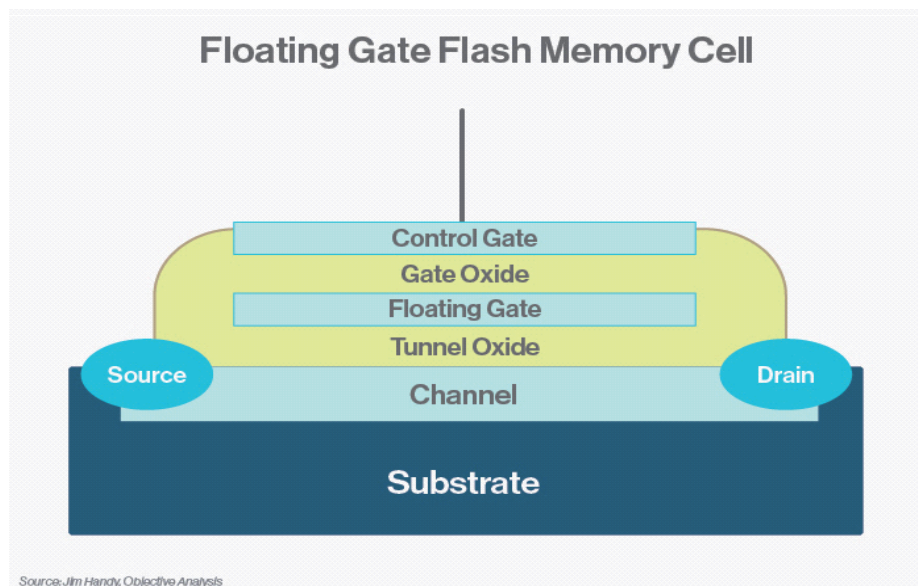 Floating Gate Flash Memory Cell
Control Gate
Gate Oxide
Floating Gate
Tunnel Oxide
Source
Drain
Channel
Substrate
Source: Jim Handy, Objective Analysis